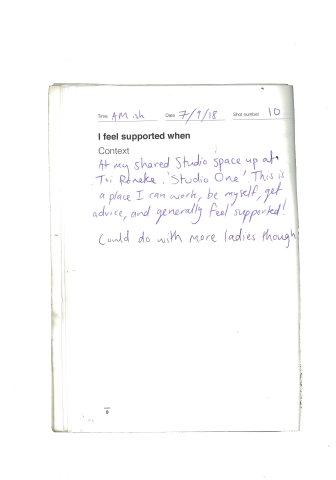 Time AM.ish Date 7/9/18 Shot number 10
I feel supported when
Context
At my shared Studio space up at
Toi Poneke. 'Studio One' This is
a place I can work, be myself, get
advice, and generally feel supported!
Could do with more ladies though
8